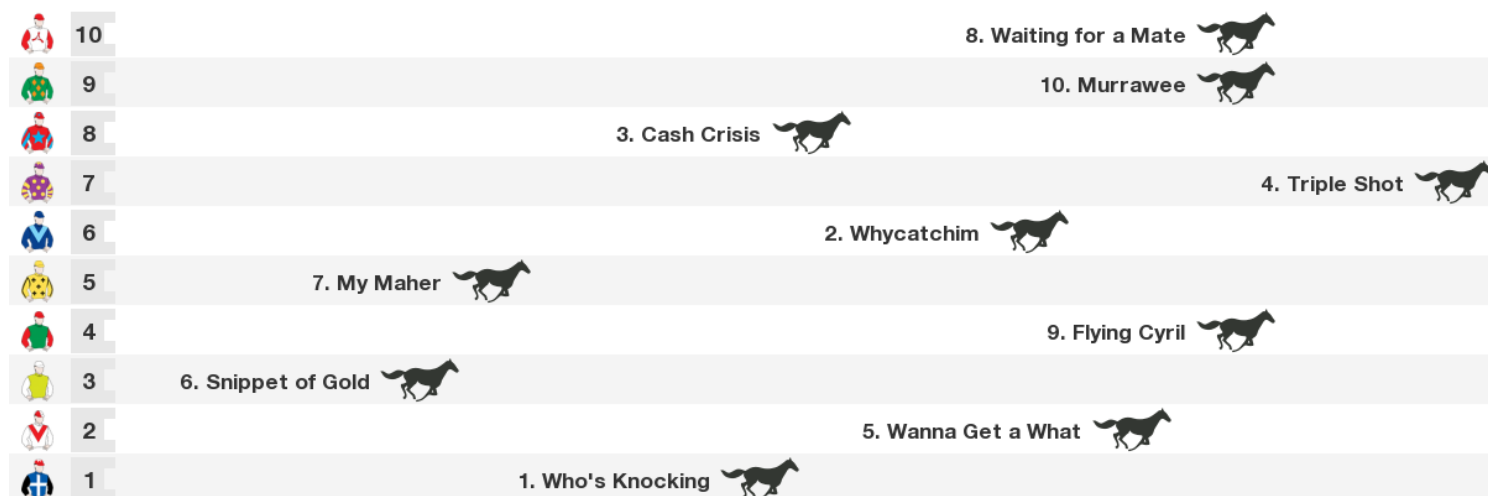 10 8. Waiting for a Mate
9 10. Murrawee
8 3. Cash Crisis
7 4. Triple Shot
6 2. Whycatchim
5 7. My Maher
4 9. Flying Cyril
3 6. Snippet of Gold
2 5. Wanna Get a What
1 1. Who's Knocking